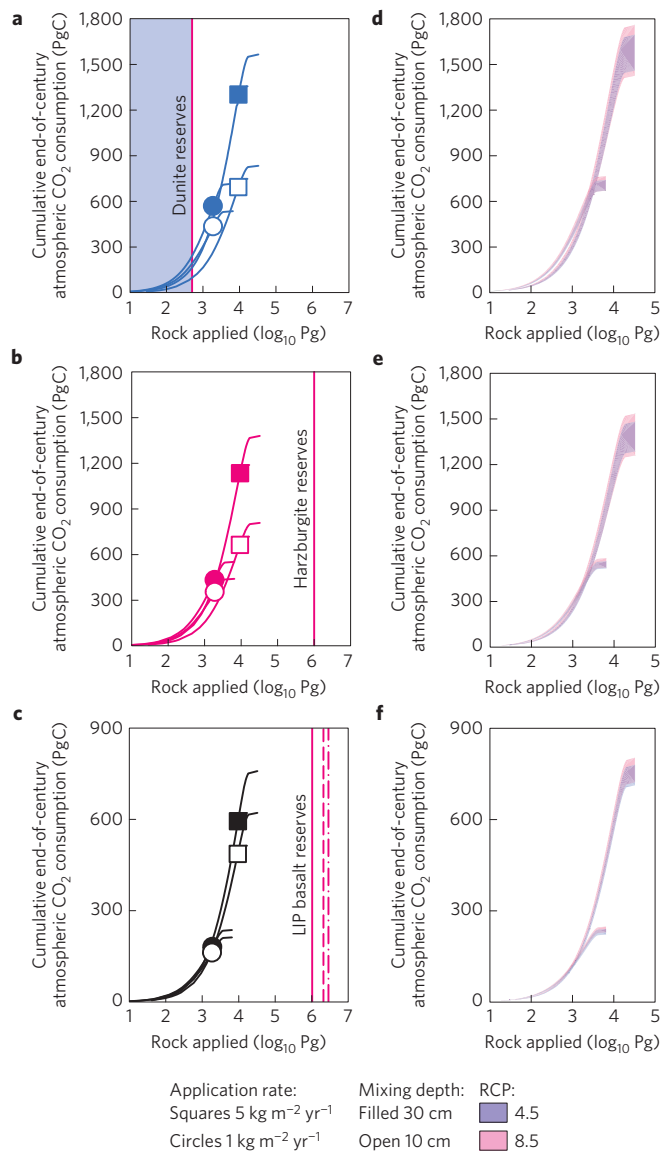 a
Cumulative end-of-century
atmospheric CO₂ consumption (PgC)
1,800
1,500
1,200
900
600
300
0
Dunite reserves
1 2 3 4 5 6 7
Rock applied (log₁₀ Pg)
d
Cumulative end-of-century
atmospheric CO₂ consumption (PgC)
1,800
1,500
1,200
900
600
300
0
1 2 3 4 5
Rock applied (log₁₀ Pg)
b
Cumulative end-of-century
atmospheric CO₂ consumption (PgC)
1,800
1,500
1,200
900
600
300
0
Harzburgite reserves
1 2 3 4 5 6 7
Rock applied (log₁₀ Pg)
e
Cumulative end-of-century
atmospheric CO₂ consumption (PgC)
1,800
1,500
1,200
900
600
300
0
1 2 3 4 5
Rock applied (log₁₀ Pg)
c
Cumulative end-of-century
atmospheric CO₂ consumption (PgC)
900
600
300
0
LIP basalt reserves
1 2 3 4 5 6 7
Rock applied (log₁₀ Pg)
f
Cumulative end-of-century
atmospheric CO₂ consumption (PgC)
900
600
300
0
1 2 3 4 5
Rock applied (log₁₀ Pg)
Application rate: Mixing depth: RCP:
Squares 5 kg m⁻² yr⁻¹ Filled 30 cm 4.5
Circles 1 kg m⁻² yr⁻¹ Open 10 cm 8.5